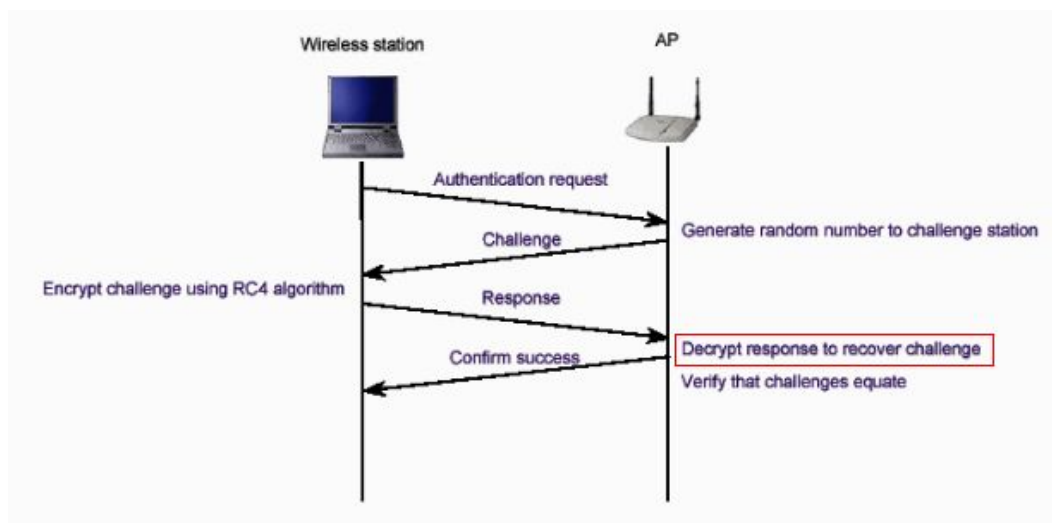 Wireless station
AP
Authentication request
Generate random number to challenge station
Challenge
Encrypt challenge using RC4 algorithm
Response
Decrypt response to recover challenge
Confirm success
Verify that challenges equate